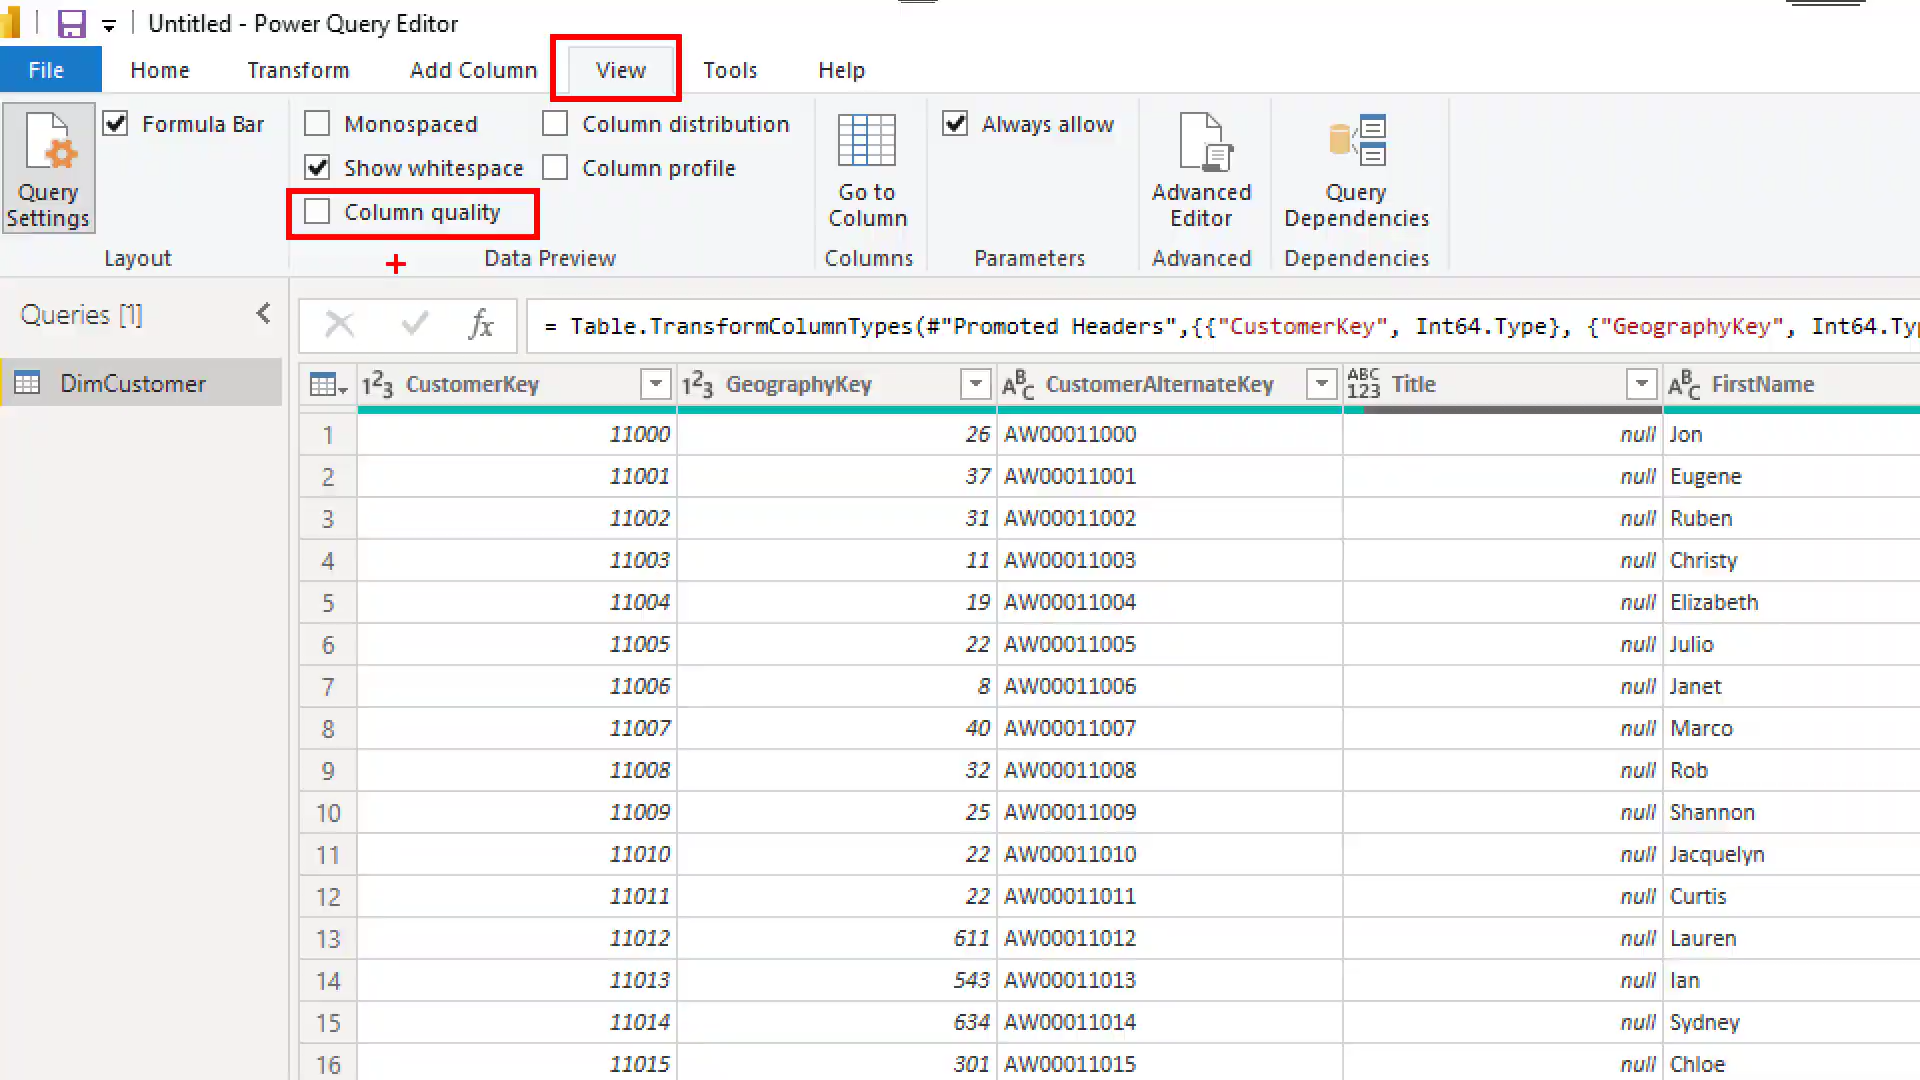 Untitled - Power Query Editor
File Home Transform Add Column View Tools Help
Query Settings
Formula Bar
Layout
Monospaced
Show whitespace
Column quality
Column distribution
Column profile
Data Preview
Go to Column
Columns
Always allow
Parameters
Advanced Editor
Advanced
Query Dependencies
Dependencies
Queries [1]
DimCustomer
fx = Table.TransformColumnTypes(#"Promoted Headers",{{"CustomerKey", Int64.Type}, {"GeographyKey", Int64.Typ
123 CustomerKey 123 GeographyKey ABC CustomerAlternateKey ABC 123 Title ABC FirstName
1 11000 26 AW00011000 null Jon
2 11001 37 AW00011001 null Eugene
3 11002 31 AW00011002 null Ruben
4 11003 11 AW00011003 null Christy
5 11004 19 AW00011004 null Elizabeth
6 11005 22 AW00011005 null Julio
7 11006 8 AW00011006 null Janet
8 11007 40 AW00011007 null Marco
9 11008 32 AW00011008 null Rob
10 11009 25 AW00011009 null Shannon
11 11010 22 AW00011010 null Jacquelyn
12 11011 22 AW00011011 null Curtis
13 11012 611 AW00011012 null Lauren
14 11013 543 AW00011013 null Ian
15 11014 634 AW00011014 null Sydney
16 11015 301 AW00011015 null Chloe